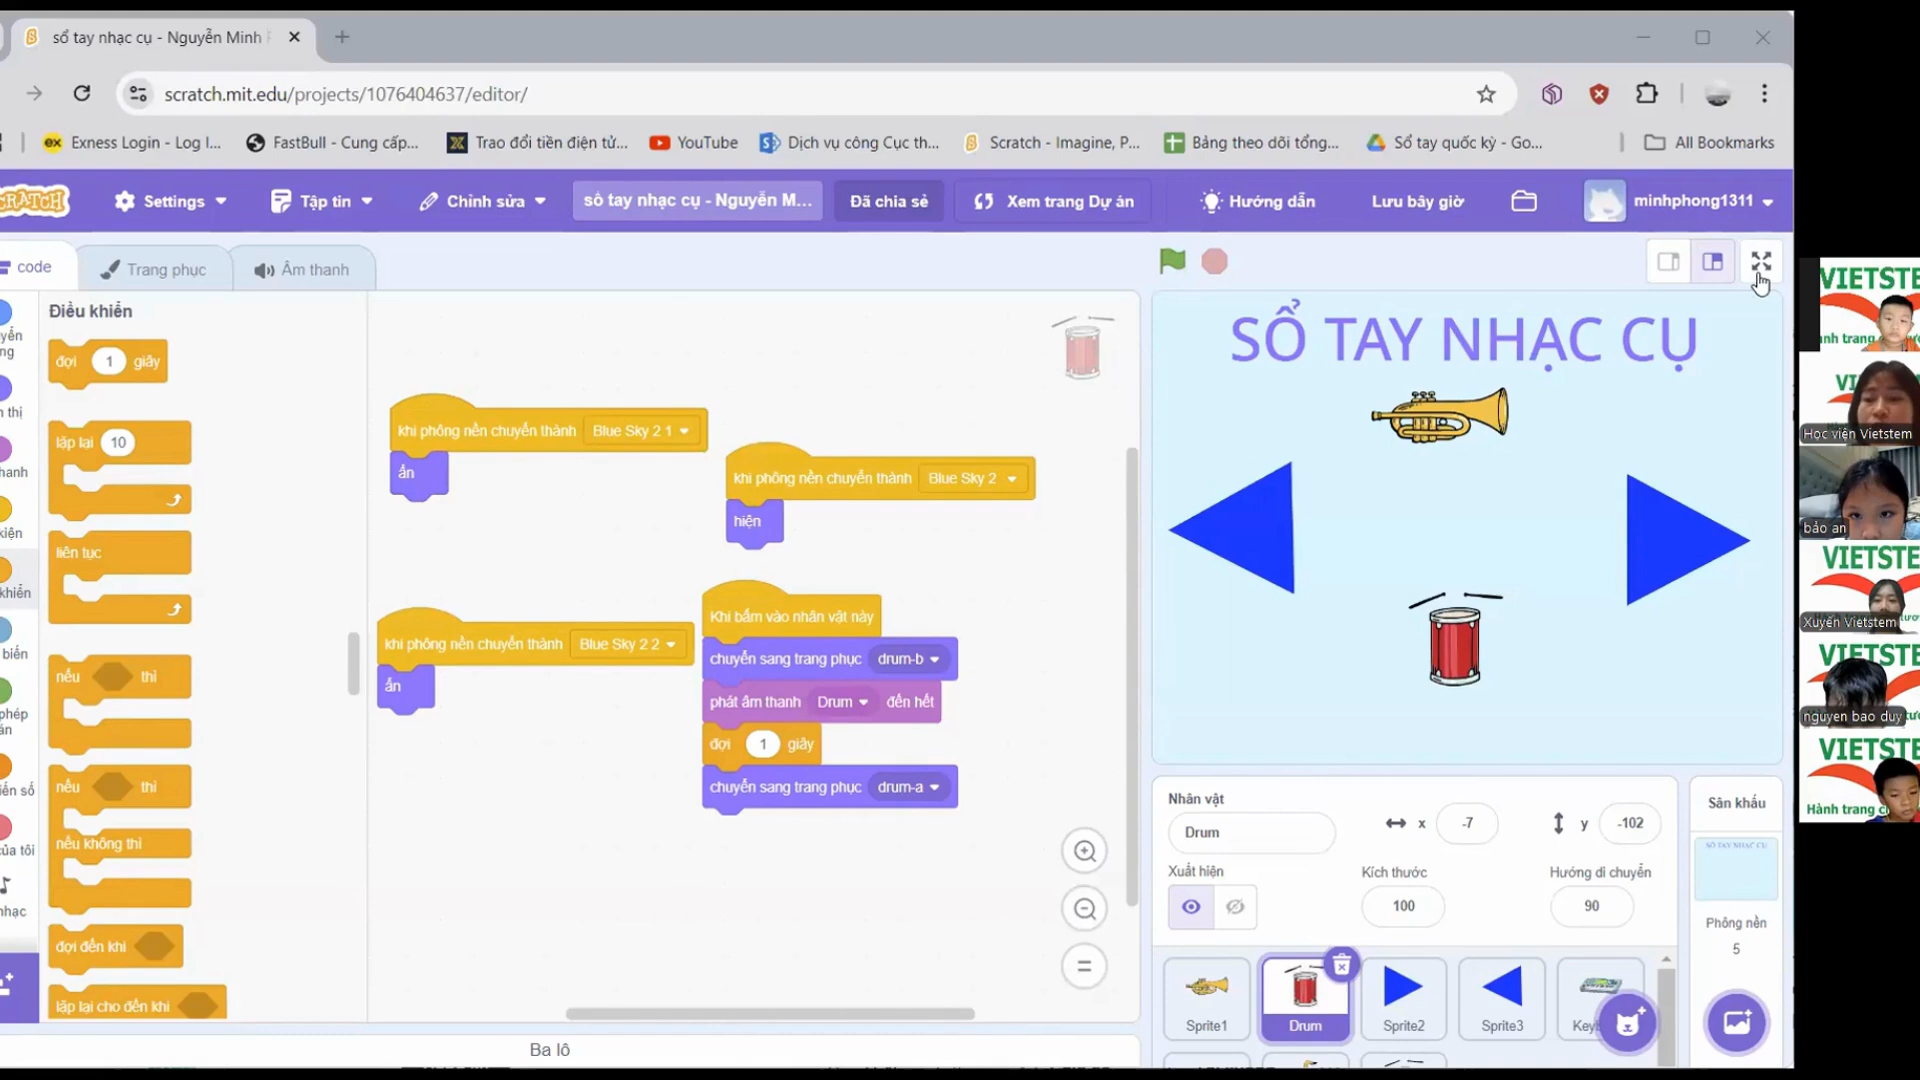 sổ tay nhạc cụ - Nguyễn Minh
scratch.mit.edu/projects/1076404637/editor/
Exness Login - Log I...
FastBull - Cung cấp...
Trao đổi tiền điện tử...
YouTube
Dịch vụ công Cục th...
Scratch - Imagine, P...
Bảng theo dõi tổng...
Sổ tay quốc kỳ - Go...
All Bookmarks
Settings
Tập tin
Chỉnh sửa
sổ tay nhạc cụ - Nguyễn M...
Đã chia sẻ
Xem trang Dự án
Hướng dẫn
Lưu bây giờ
minhphong1311
code
Trang phục
Âm thanh
Điều khiển
đợi 1 giây
lặp lại 10
liên tục
nếu thì
nếu thì
nếu không thì
đợi đến khi
lặp lại cho đến khi
khi phông nền chuyển thành Blue Sky 2 1
ẩn
khi phông nền chuyển thành Blue Sky 2
hiện
khi phông nền chuyển thành Blue Sky 2 2
ẩn
Khi bấm vào nhân vật này
chuyển sang trang phục drum-b
phát âm thanh Drum đến hết
đợi 1 giây
chuyển sang trang phục drum-a
Ba lô
SỔ TAY NHẠC CỤ
Nhân vật
Drum
x -7
y -102
Xuất hiện
Kích thước
100
Hướng di chuyển
90
Sprite1
Drum
Sprite2
Sprite3
Sân khấu
SỔ TAY NHẠC CỤ
Phông nền
5
VIETSTE
Học viện Vietstem
bảo an
VIETSTE
Xuyến Vietstem
VIETSTE
nguyen bao duy
VIETSTE
Hành trang